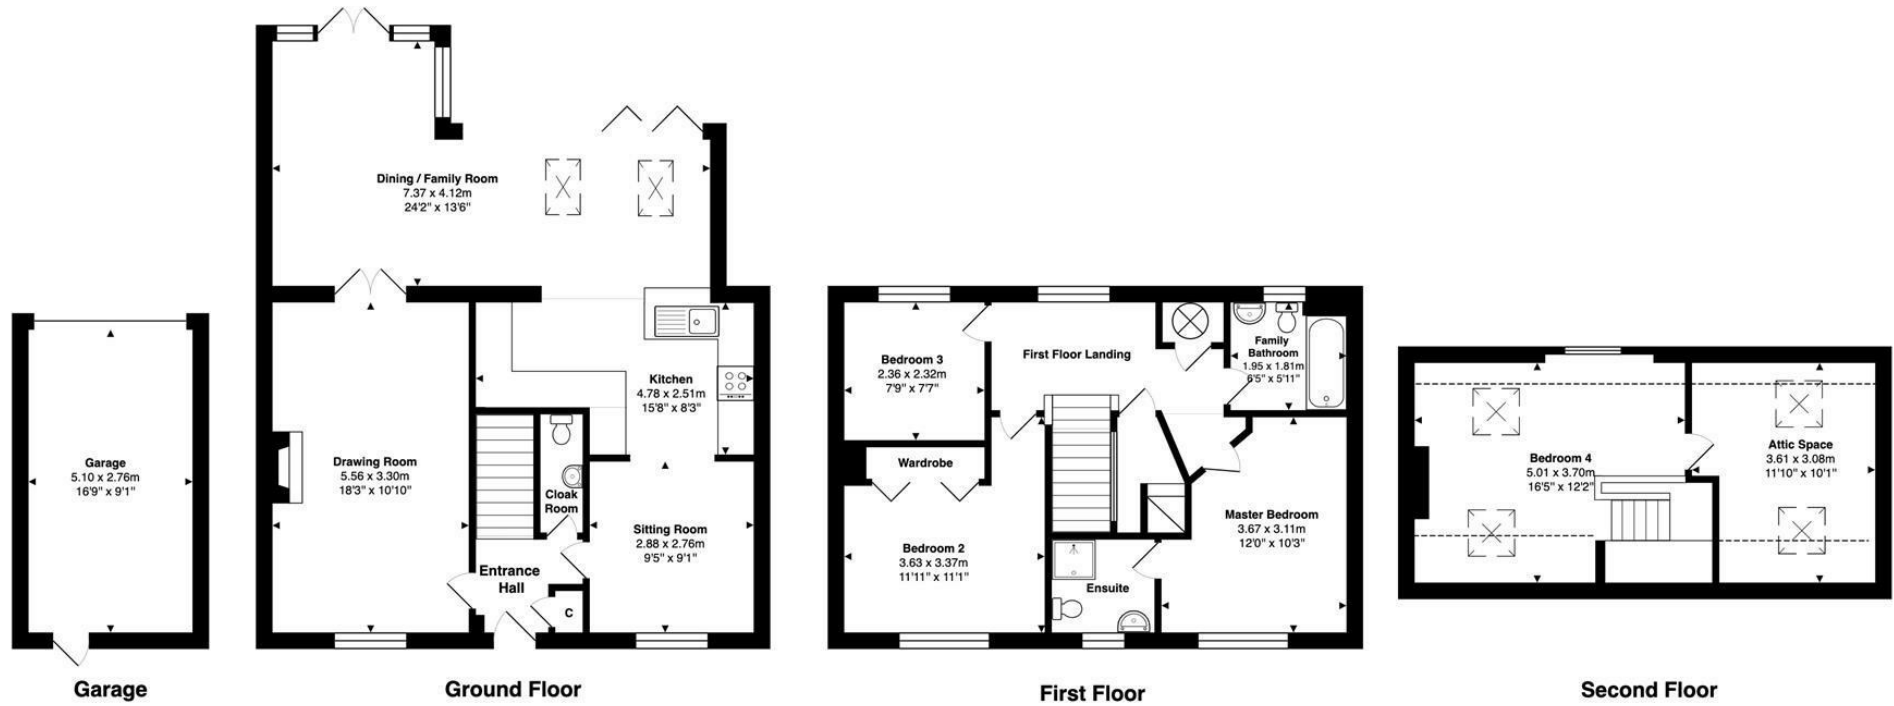 Garage
5.10 x 2.76m
16'9" x 9'1"
Garage
Dining / Family Room
7.37 x 4.12m
24'2" x 13'6"
Kitchen
4.78 x 2.51m
15'8" x 8'3"
Drawing Room
5.56 x 3.30m
18'3" x 10'10"
Cloak
Room
Sitting Room
2.88 x 2.76m
9'5" x 9'1"
Entrance
Hall
C
Ground Floor
Bedroom 3
2.36 x 2.32m
7'9" x 7'7"
First Floor Landing
Family
Bathroom
1.95 x 1.81m
6'5" x 5'11"
Wardrobe
Master Bedroom
3.67 x 3.11m
12'0" x 10'3"
Bedroom 2
3.63 x 3.37m
11'11" x 11'1"
Ensuite
First Floor
Bedroom 4
5.01 x 3.70m
16'5" x 12'2"
Attic Space
3.61 x 3.08m
11'10" x 10'1"
Second Floor